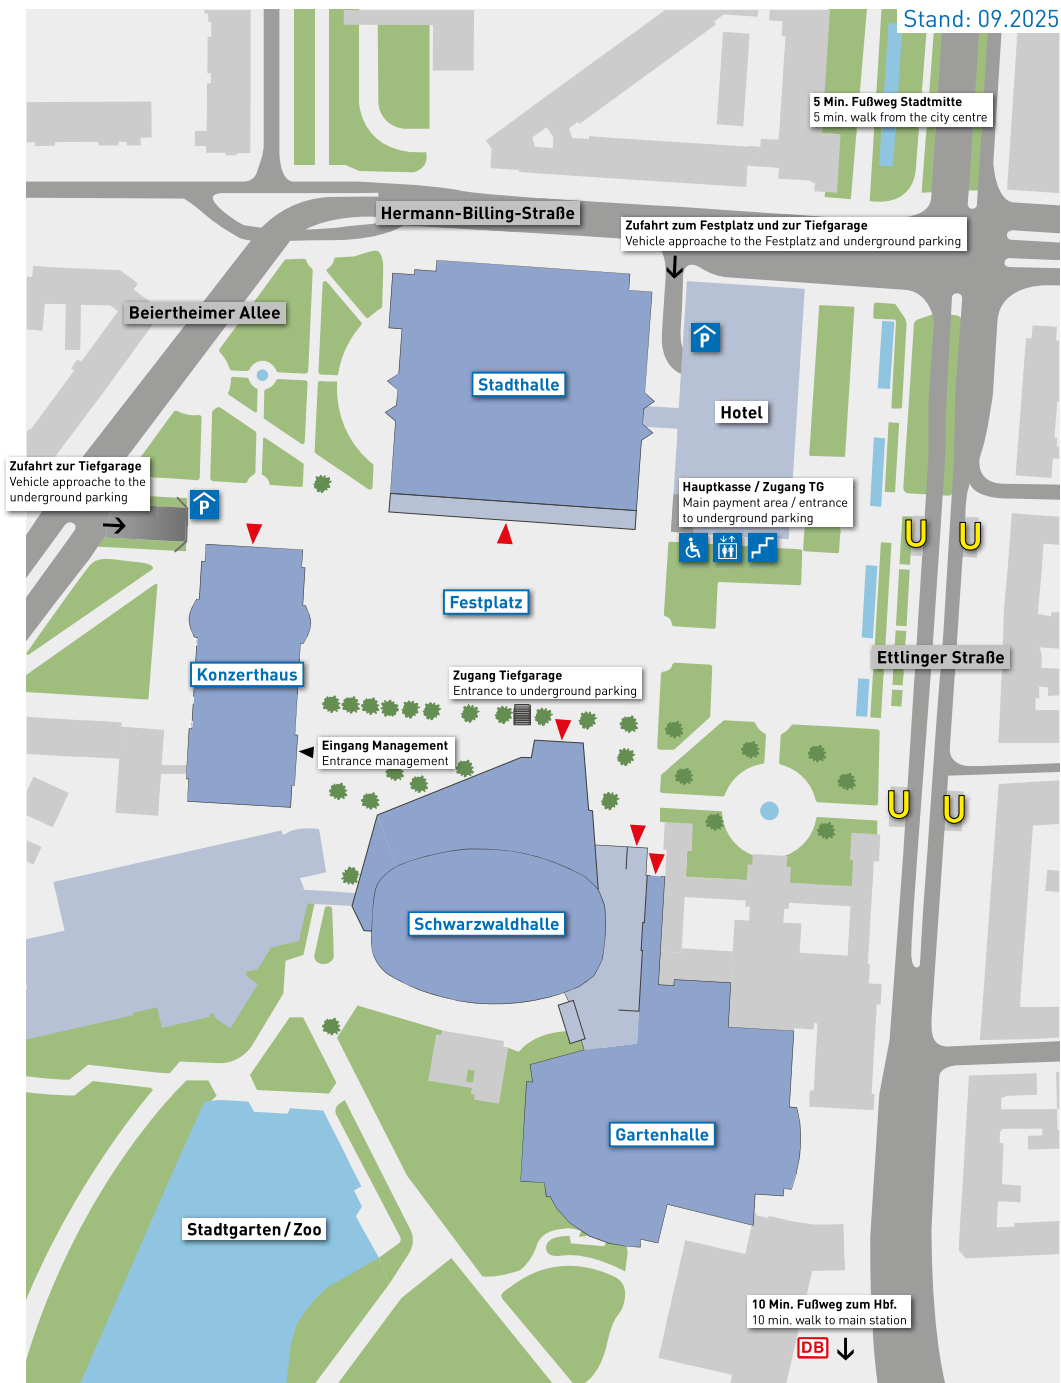 Stand: 09.2025
5 Min. Fußweg Stadtmitte
5 min. walk from the city centre
Hermann-Billing-Straße
Zufahrt zum Festplatz und zur Tiefgarage
Vehicle approache to the Festplatz and underground parking
Beiertheimer Allee
P
Stadthalle
Hotel
Zufahrt zur Tiefgarage
Vehicle approache to the
underground parking
P
Hauptkasse / Zugang TG
Main payment area / entrance
to underground parking
U
U
Festplatz
Ettlinger Straße
Konzerthaus
Zugang Tiefgarage
Entrance to underground parking
Eingang Management
Entrance management
U
U
Schwarzwaldhalle
Gartenhalle
Stadtgarten / Zoo
10 Min. Fußweg zum Hbf.
10 min. walk to main station
DB